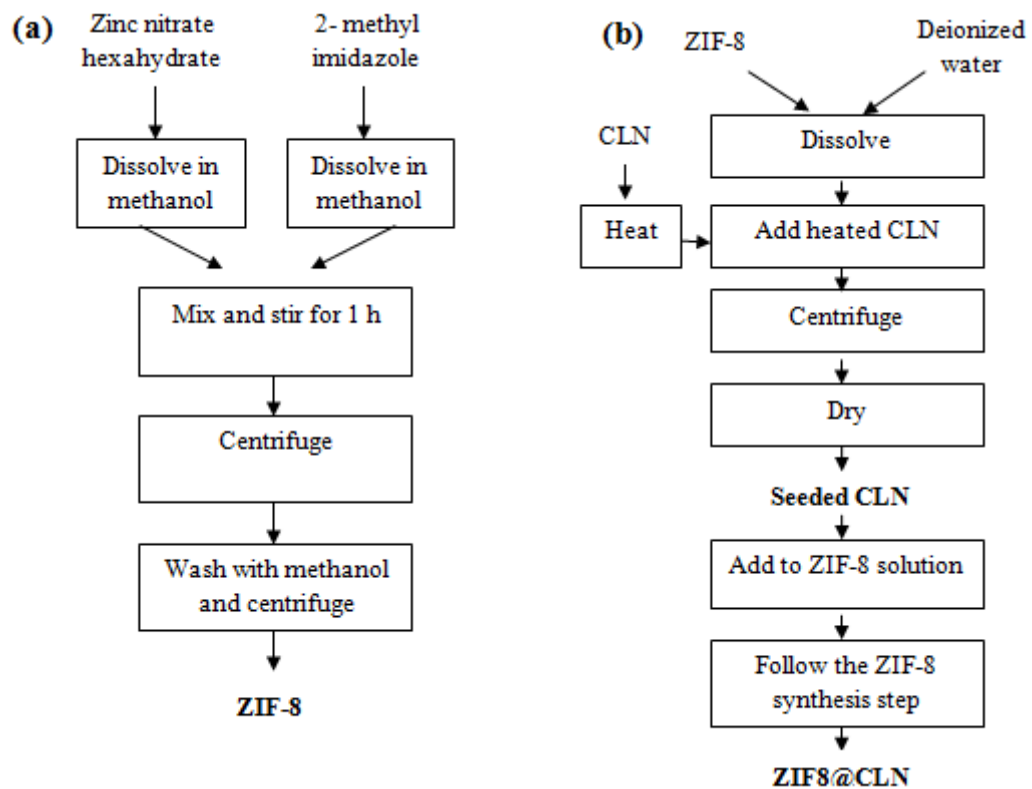 (a)
Zinc nitrate
hexahydrate
2- methyl
imidazole
Dissolve in
methanol
Dissolve in
methanol
Mix and stir for 1 h
Centrifuge
Wash with methanol
and centrifuge
ZIF-8
(b)
ZIF-8
Deionized
water
Dissolve
CLN
Heat
Add heated CLN
Centrifuge
Dry
Seeded CLN
Add to ZIF-8 solution
Follow the ZIF-8
synthesis step
ZIF8@CLN